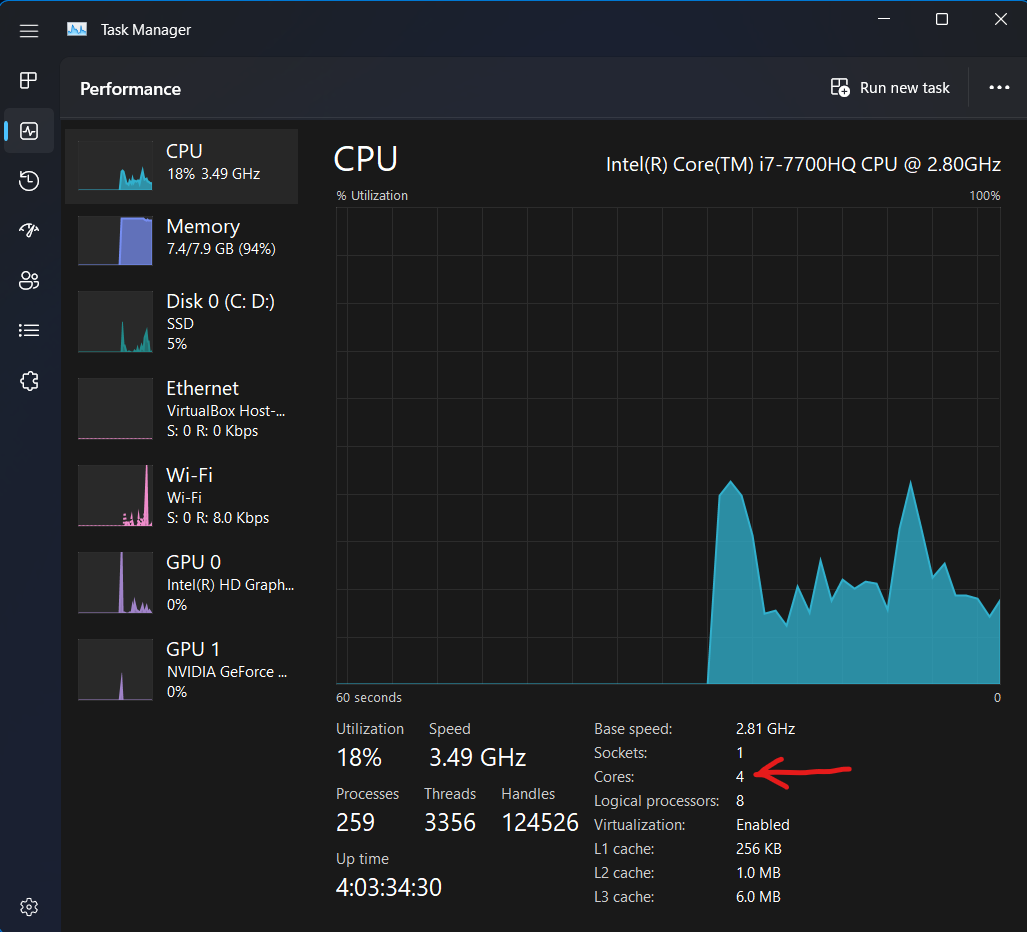 Task Manager
Performance
Run new task
CPU
18% 3.49 GHz
Memory
7.4/7.9 GB (94%)
Disk 0 (C: D:)
SSD
5%
Ethernet
VirtualBox Host-...
S: 0 R: 0 Kbps
Wi-Fi
Wi-Fi
S: 0 R: 8.0 Kbps
GPU 0
Intel(R) HD Graph...
0%
GPU 1
NVIDIA GeForce ...
0%
CPU
Intel(R) Core(TM) i7-7700HQ CPU @ 2.80GHz
% Utilization
100%
60 seconds
0
Utilization Speed
18% 3.49 GHz
Processes Threads Handles
259 3356 124526
Up time
4:03:34:30
Base speed: 2.81 GHz
Sockets: 1
Cores: 4
Logical processors: 8
Virtualization: Enabled
L1 cache: 256 KB
L2 cache: 1.0 MB
L3 cache: 6.0 MB